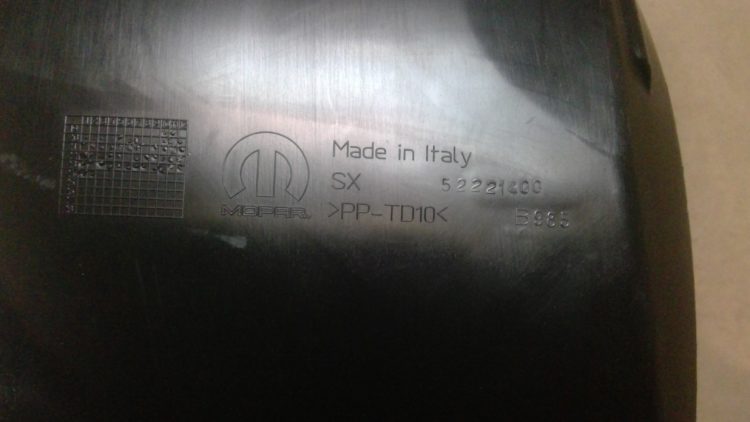 Made in Italy
SX 52221400
MOPAR. >PP-TD10< B985